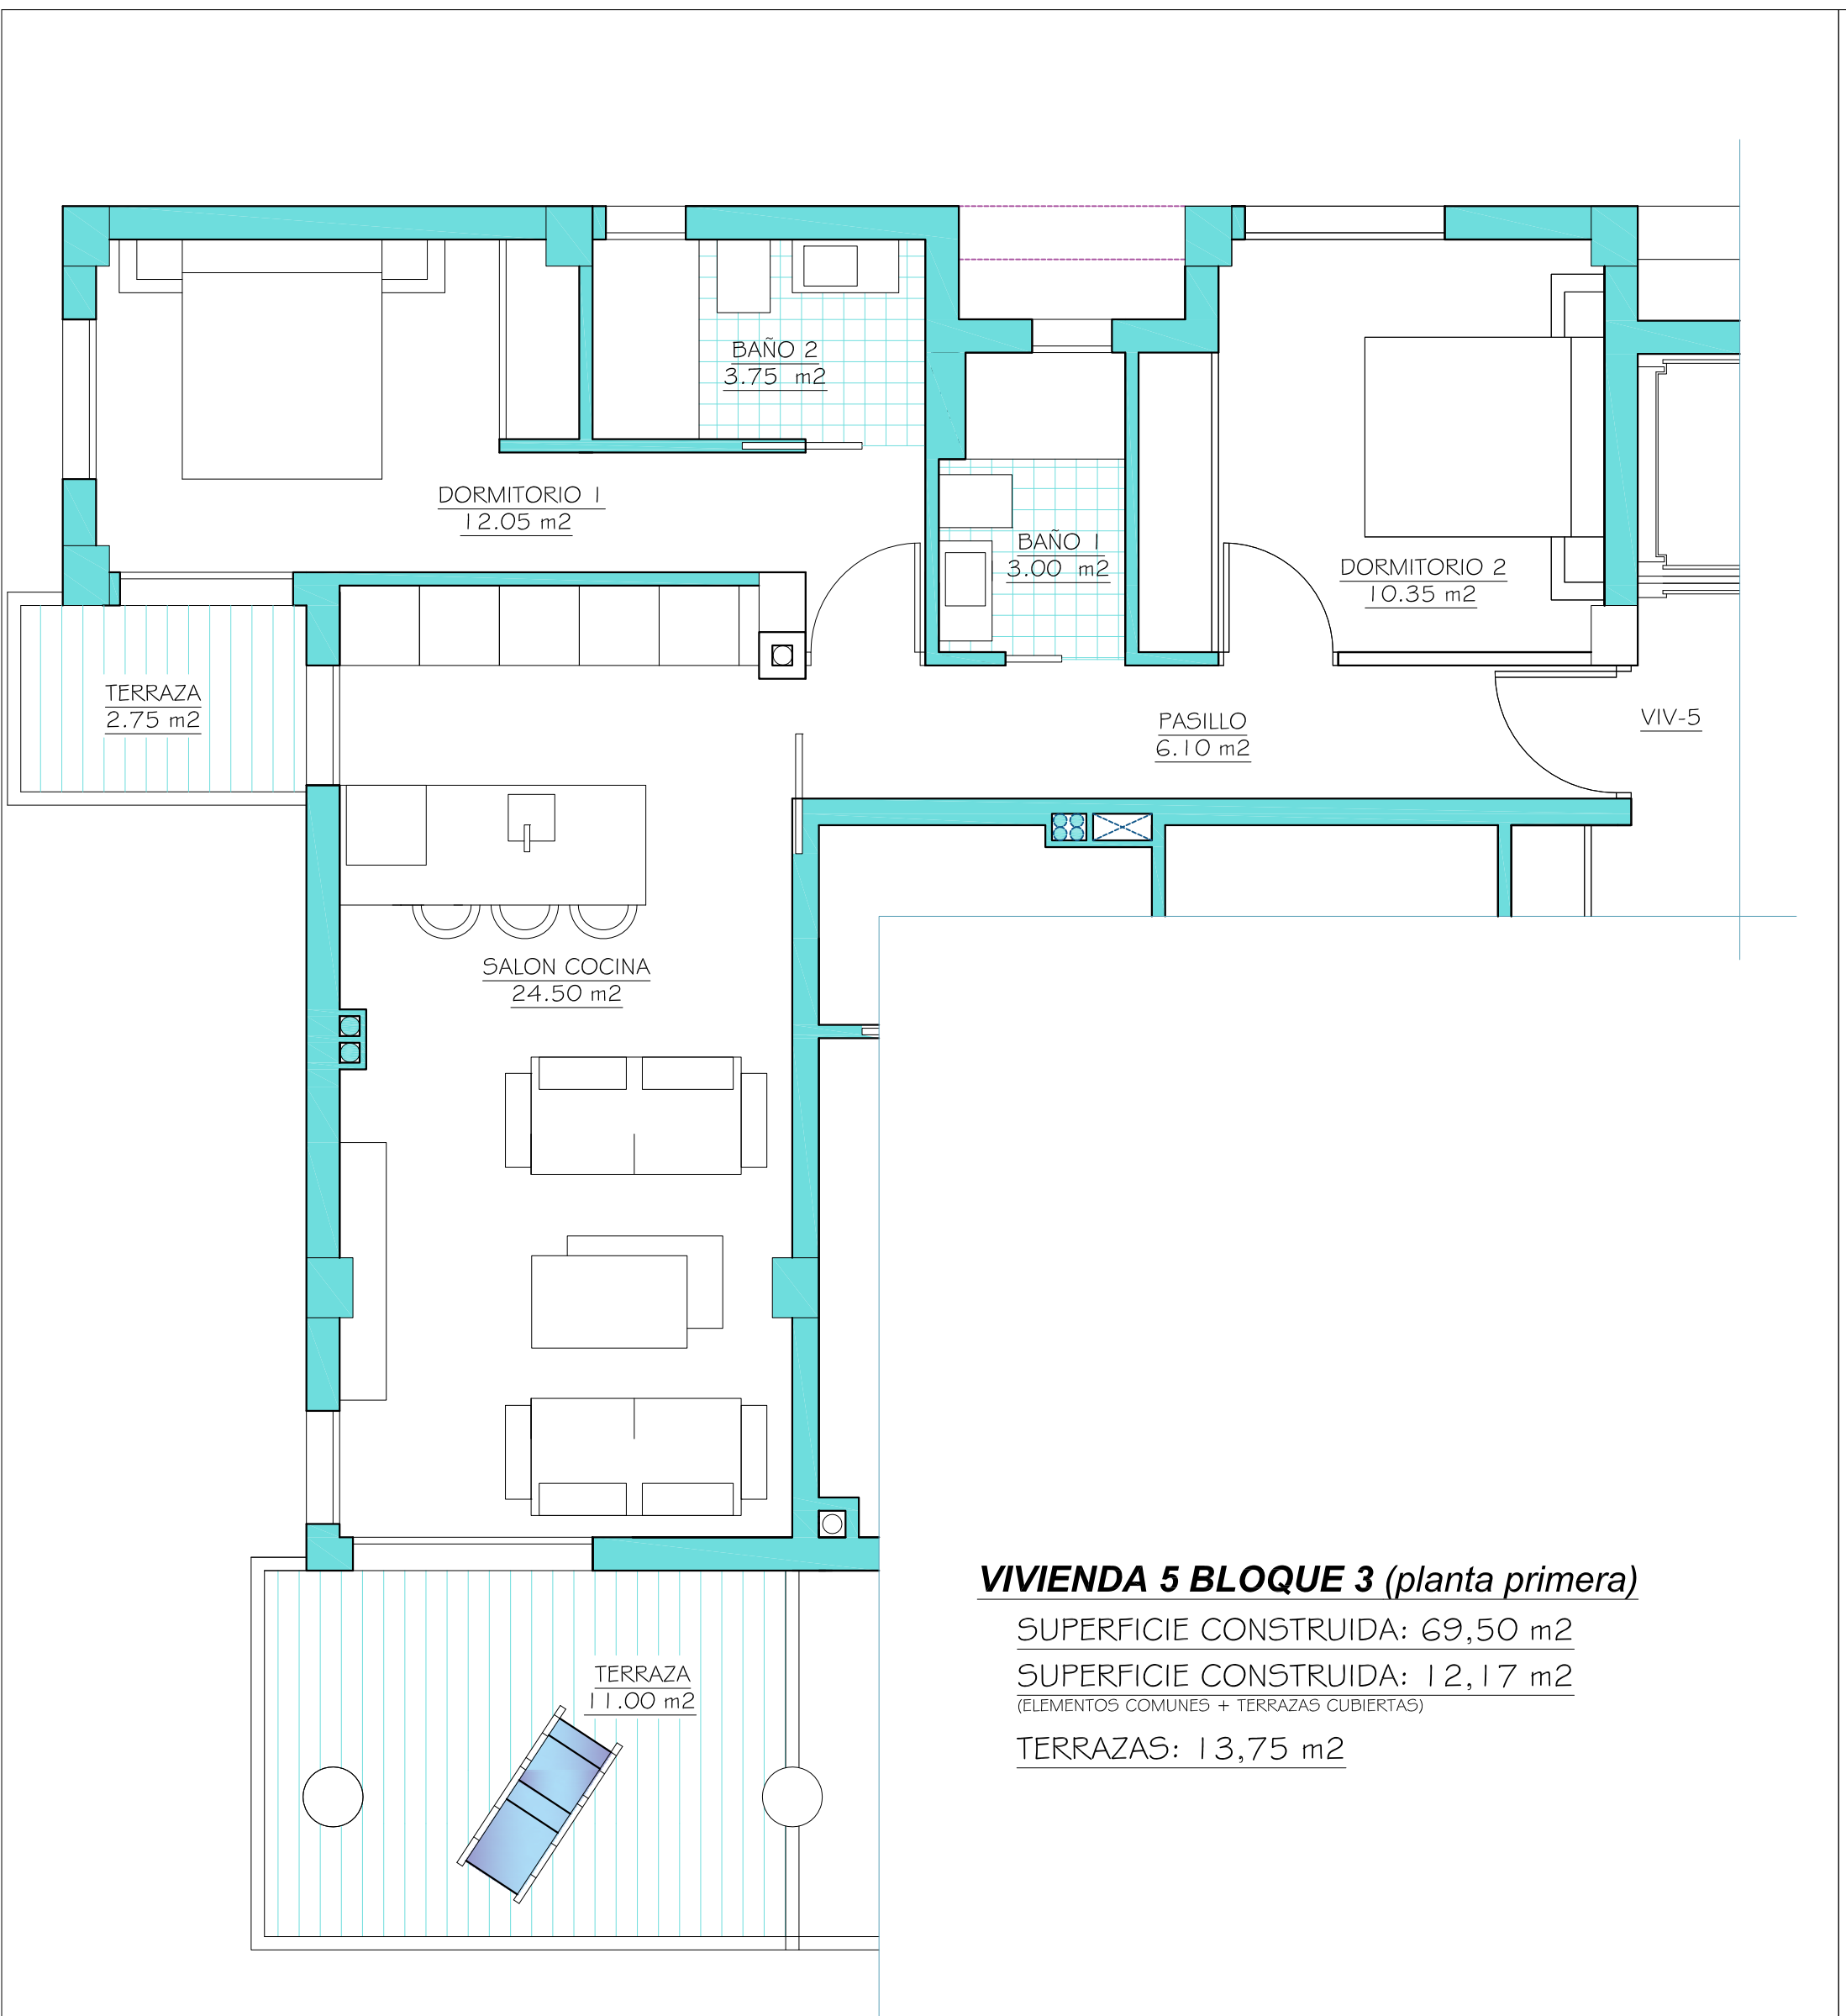 BAÑO 2
3.75 m2
DORMITORIO 1
12.05 m2
BAÑO 1
3.00 m2
DORMITORIO 2
10.35 m2
TERRAZA
2.75 m2
PASILLO
6.10 m2
VIV-5
SALON COCINA
24.50 m2
VIVIENDA 5 BLOQUE 3 (planta primera)
SUPERFICIE CONSTRUIDA: 69,50 m2
SUPERFICIE CONSTRUIDA: 12,17 m2
(ELEMENTOS COMUNES + TERRAZAS CUBIERTAS)
TERRAZAS: 13,75 m2
TERRAZA
11.00 m2